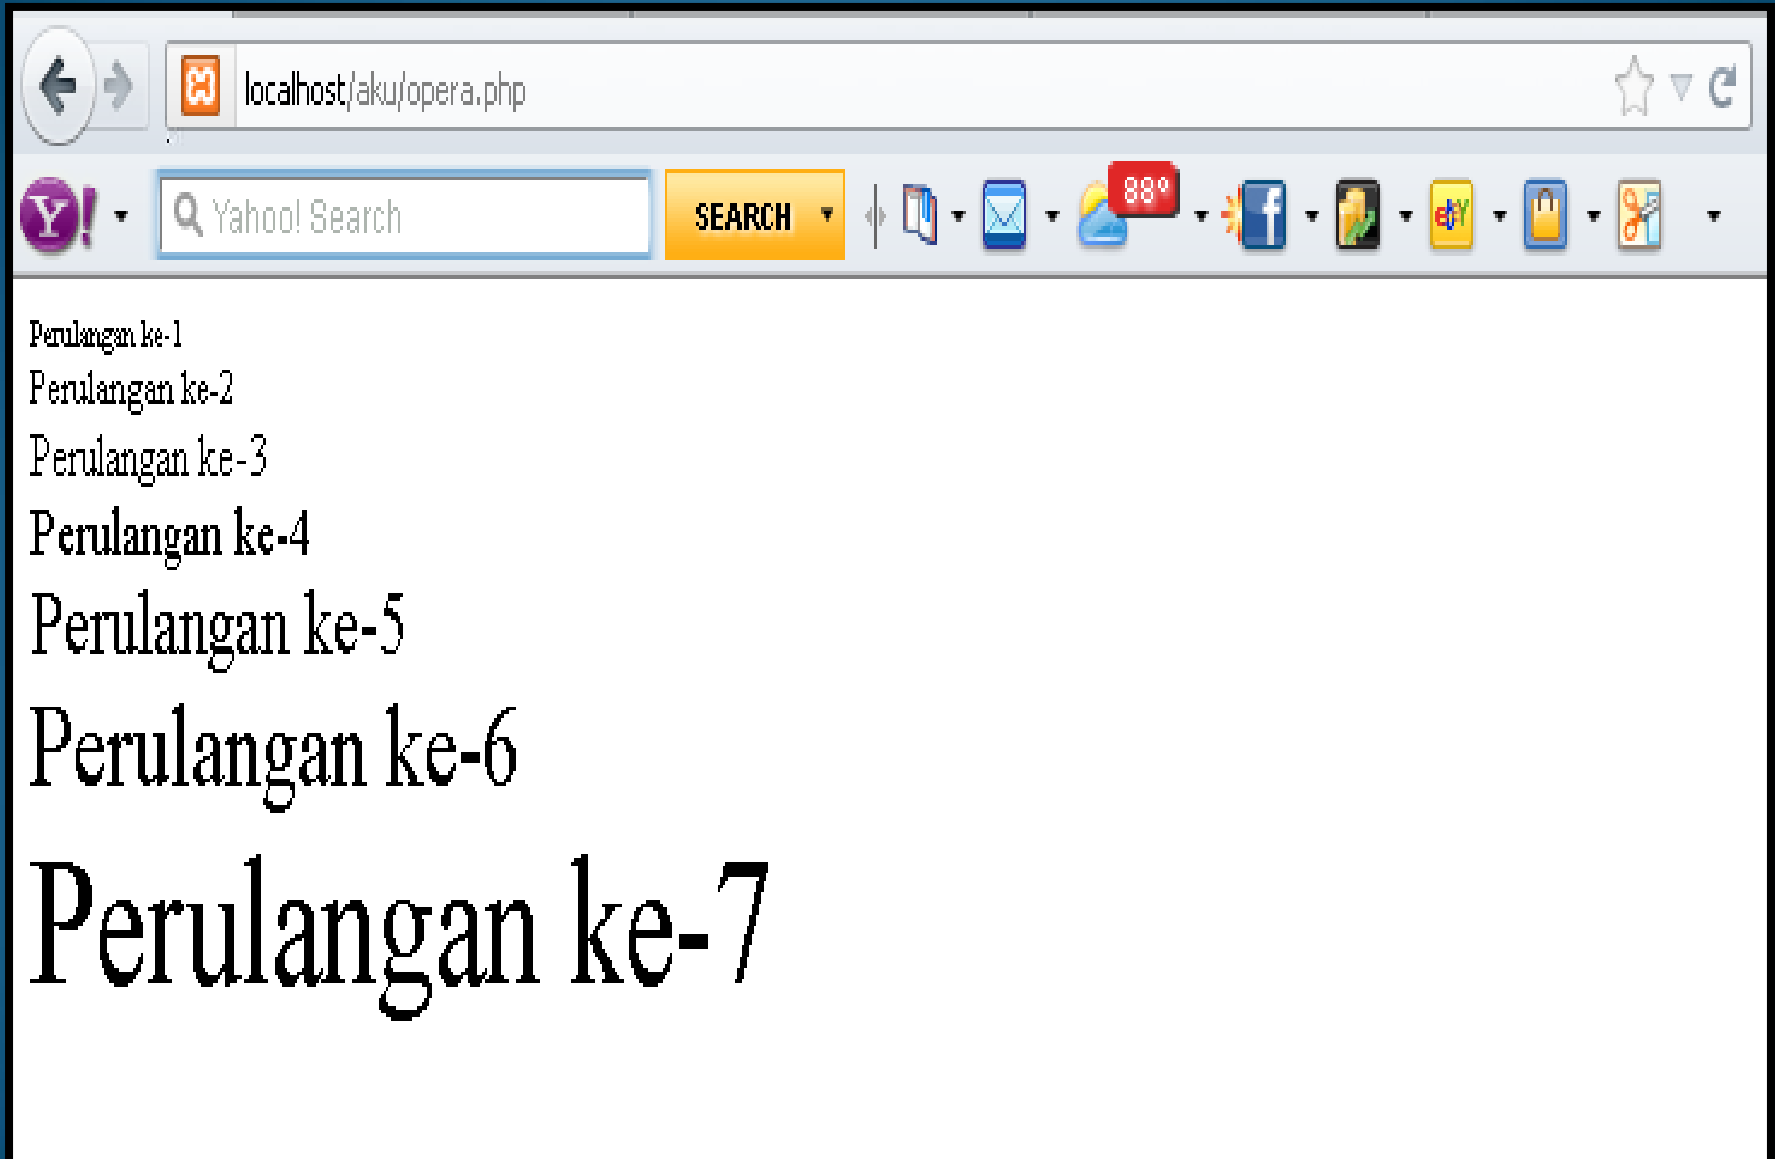 localhost/aku/opera.php
Y! Yahoo! Search SEARCH 88° f ebY
Perulangan ke-1
Perulangan ke-2
Perulangan ke-3
Perulangan ke-4
Perulangan ke-5
Perulangan ke-6
Perulangan ke-7